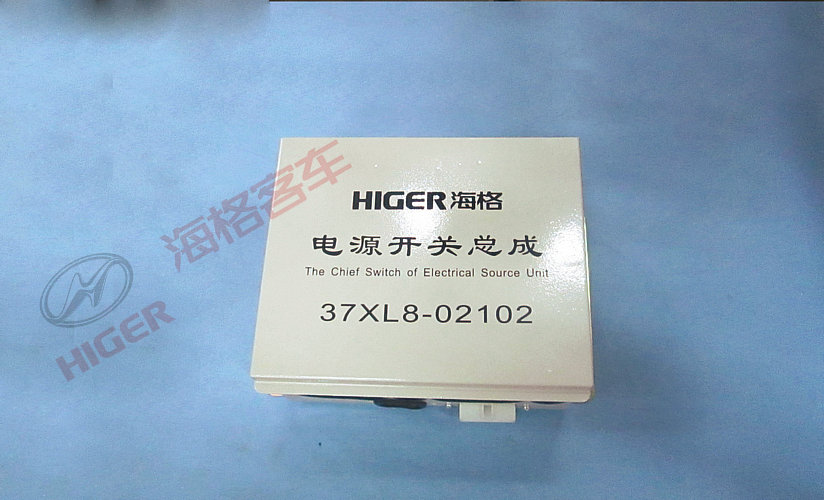 HIGER海格
电源开关总成
The Chief Switch of Electrical Source Unit
37XL8-02102
海格客车
HIGER